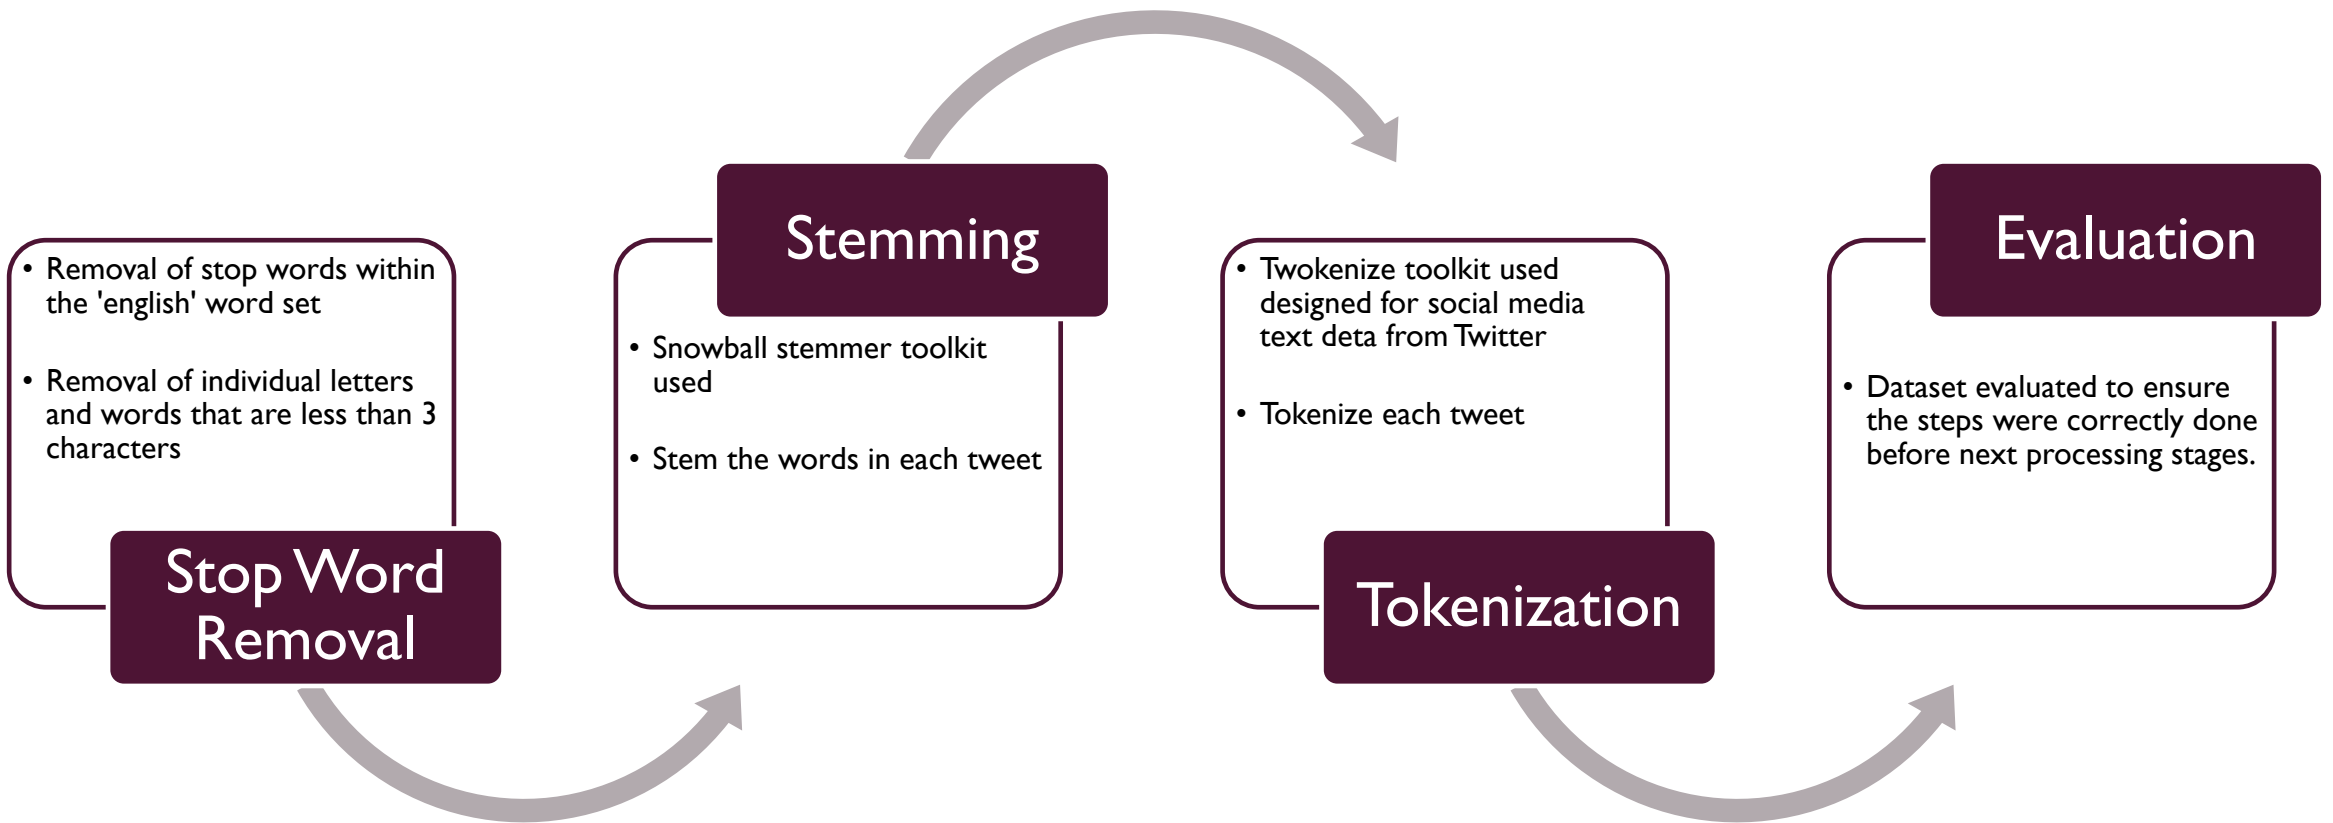 • Removal of stop words within
the 'english' word set
• Removal of individual letters
and words that are less than 3
characters
Stop Word
Removal
Stemming
• Snowball stemmer toolkit
used
• Stem the words in each tweet
• Twokenize toolkit used
designed for social media
text deta from Twitter
• Tokenize each tweet
Tokenization
Evaluation
• Dataset evaluated to ensure
the steps were correctly done
before next processing stages.